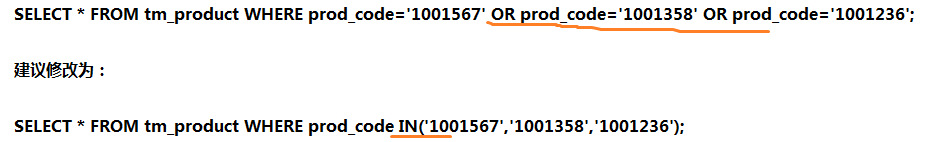 SELECT * FROM tm_product WHERE prod_code='1001567' OR prod_code='1001358' OR prod_code='1001236';
建议修改为：
SELECT * FROM tm_product WHERE prod_code IN('1001567','1001358','1001236');